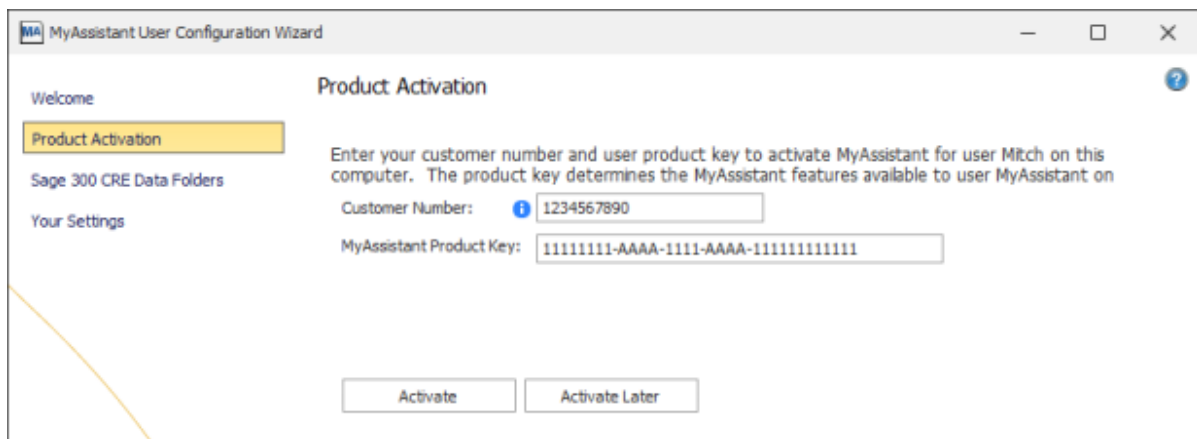 MA MyAssistant User Configuration Wizard
Welcome
Product Activation
Sage 300 CRE Data Folders
Your Settings
Product Activation
?
Enter your customer number and user product key to activate MyAssistant for user Mitch on this
computer. The product key determines the MyAssistant features available to user MyAssistant on
Customer Number: i 1234567890
MyAssistant Product Key: 11111111-AAAA-1111-AAAA-111111111111
Activate Activate Later